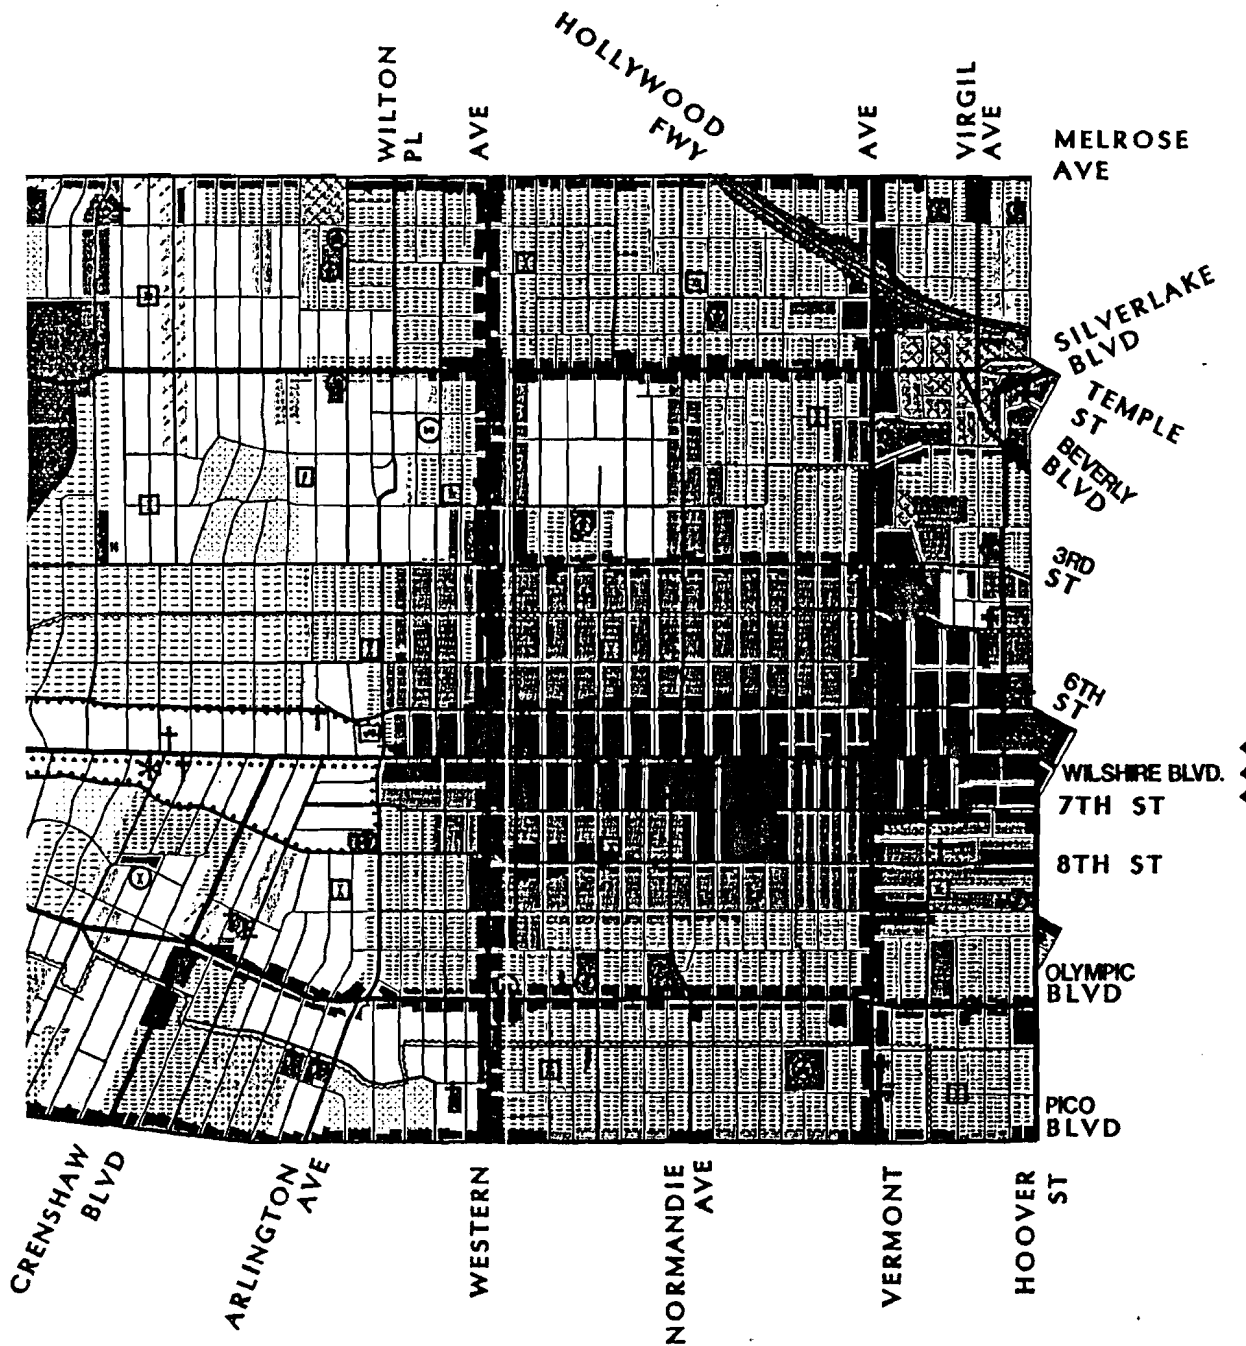 HOLLYWOOD
FWY
WILTON
PL
AVE
AVE
VIRGIL
AVE
MELROSE
AVE
SILVERLAKE
BLVD
TEMPLE
ST
BEVERLY
BLVD
3RD
ST
6TH
ST
WILSHIRE BLVD.
7TH ST
8TH ST
OLYMPIC
BLVD
PICO
BLVD
CRENSHAW
BLVD
ARLINGTON
AVE
WESTERN
NORMANDIE
AVE
VERMONT
HOOVER
ST